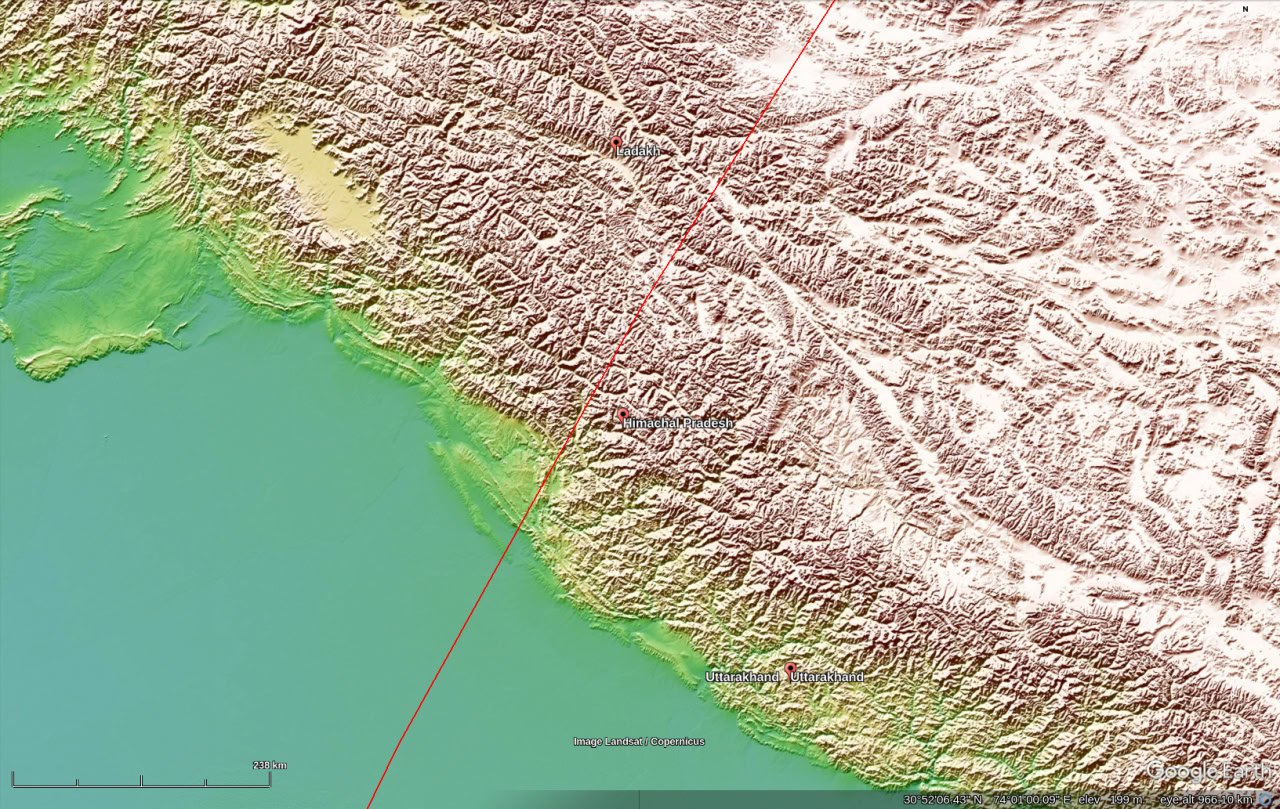 N
Ladakh
Himachal Pradesh
Uttarakhand Uttarakhand
Image Landsat / Copernicus
238 km
Google Earth
30°52'06.43" N 74°01'00.09" E elev 199 m eye alt 966.10 km